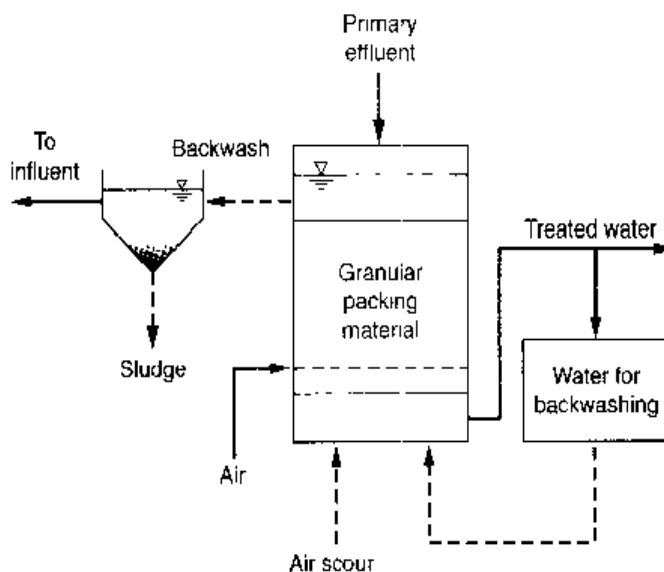 Primary
effluent
To
influent
Backwash
Treated water
Granular
packing
material
Sludge
Water for
backwashing
Air
Air scour